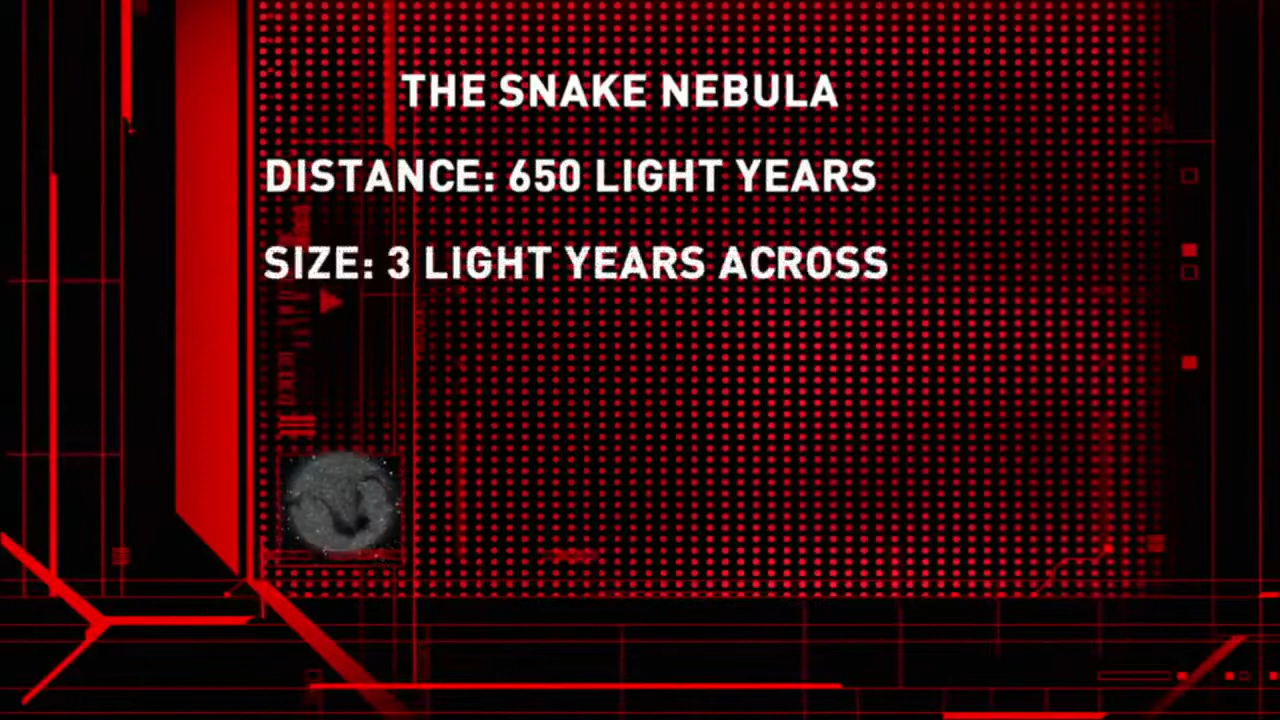 THE SNAKE NEBULA
DISTANCE: 650 LIGHT YEARS
SIZE: 3 LIGHT YEARS ACROSS